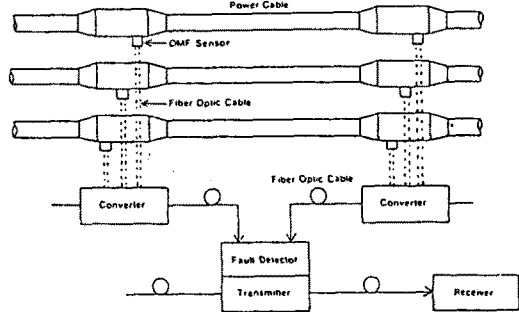 Power Cable
OMF Sensor
Fiber Optic Cable
Fiber Optic Cable
Converter
Converter
Fault Detector
Transmitter
Receiver